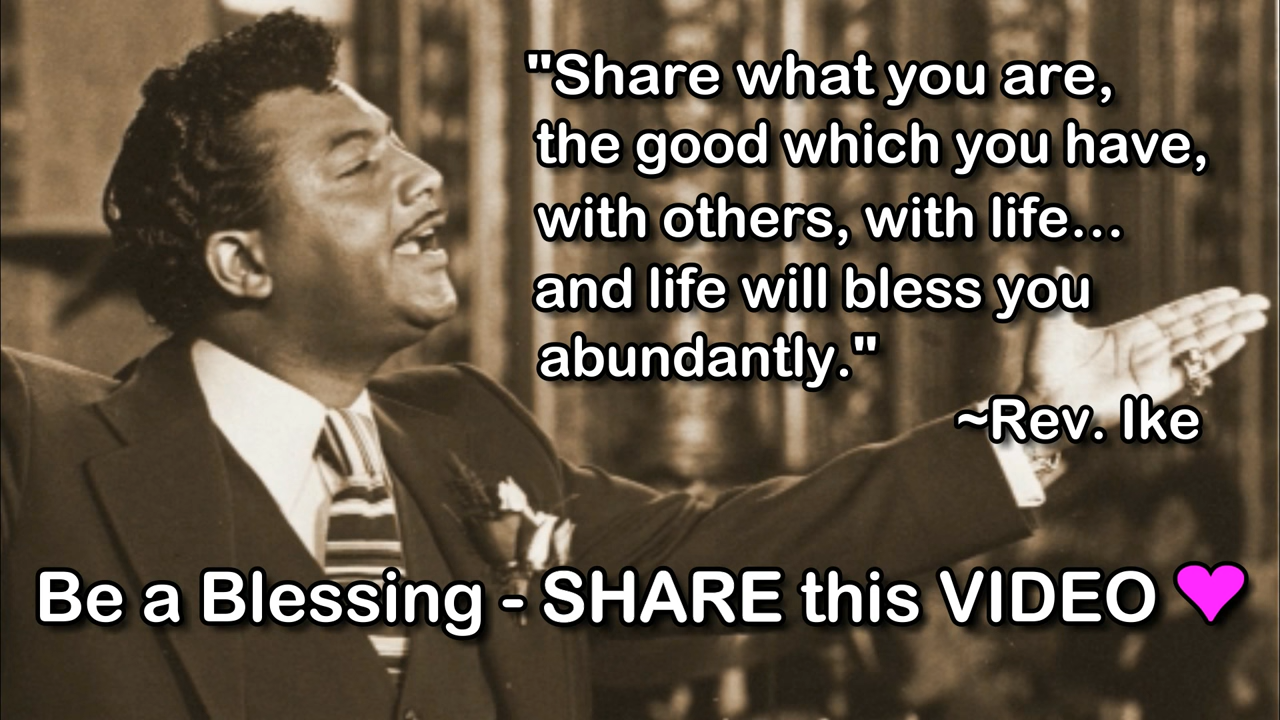 "Share what you are,
the good which you have,
with others, with life...
and life will bless you
abundantly."
~Rev. Ike
Be a Blessing - SHARE this VIDEO 💗